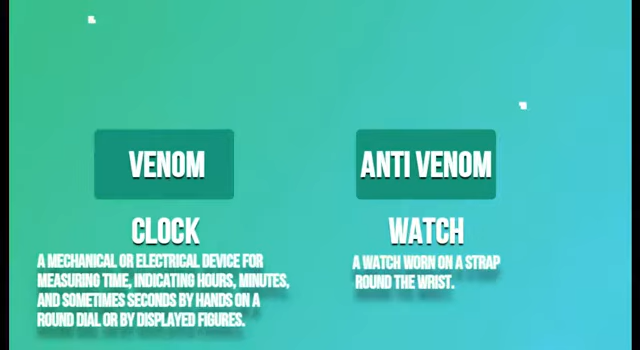 VENOM
ANTI VENOM
CLOCK
A MECHANICAL OR ELECTRICAL DEVICE FOR
MEASURING TIME, INDICATING HOURS, MINUTES,
AND SOMETIMES SECONDS BY HANDS ON A
ROUND DIAL OR BY DISPLAYED FIGURES.
WATCH
A WATCH WORN ON A STRAP
ROUND THE WRIST.